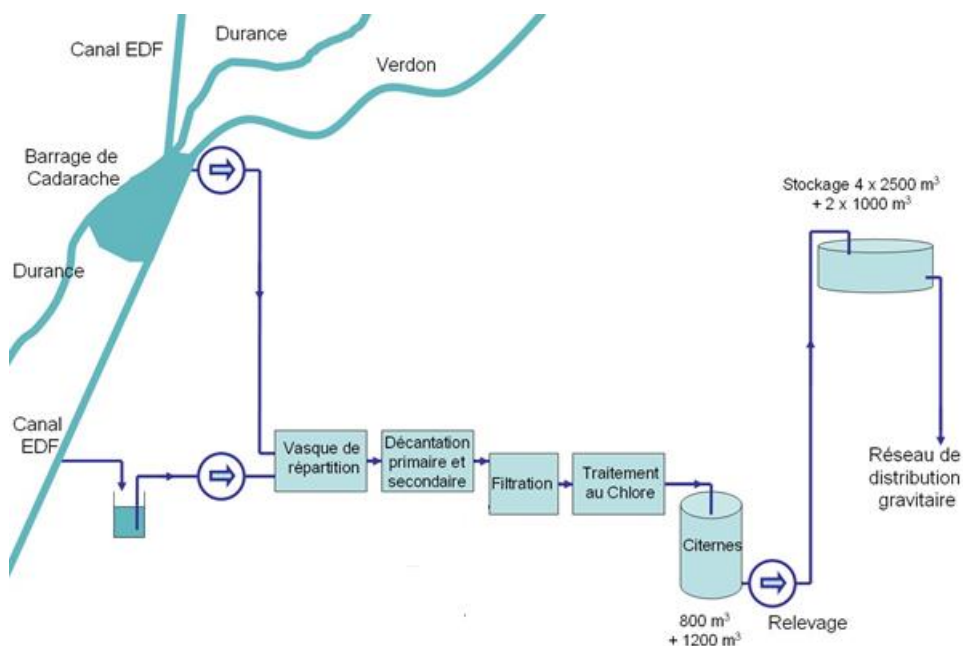 Durance
Canal EDF
Verdon
Barrage de
Cadarache
Stockage 4 x 2500 m³
+ 2 x 1000 m³
Durance
Canal
EDF
Vasque de
répartition
Décantation
primaire et
secondaire
Filtration
Traitement
au Chlore
Réseau de
distribution
gravitaire
Citernes
800 m³
+ 1200 m³
Relevage